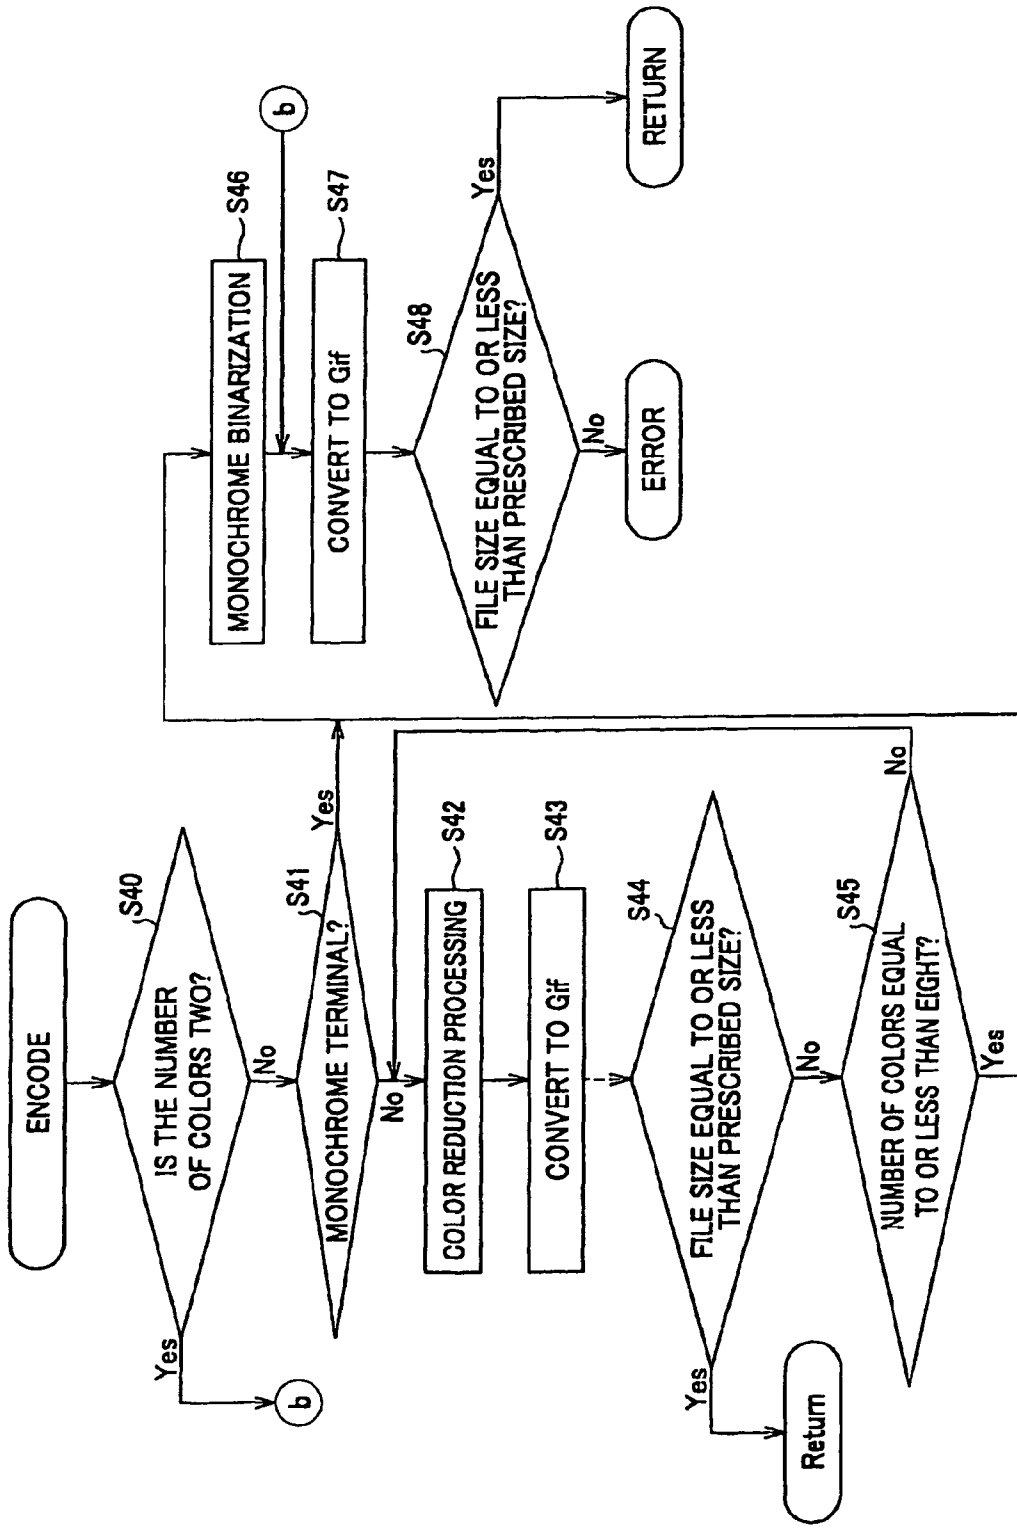 ENCODE
S40
IS THE NUMBER
OF COLORS TWO?
Yes
b
No
S41
MONOCHROME TERMINAL?
Yes
No
COLOR REDUCTION PROCESSING
S42
CONVERT TO Gif
S43
S44
FILE SIZE EQUAL TO OR LESS
THAN PRESCRIBED SIZE?
Yes
Return
No
S45
NUMBER OF COLORS EQUAL
TO OR LESS THAN EIGHT?
No
Yes
MONOCHROME BINARIZATION
S46
b
CONVERT TO Gif
S47
S48
FILE SIZE EQUAL TO OR LESS
THAN PRESCRIBED SIZE?
Yes
RETURN
No
ERROR